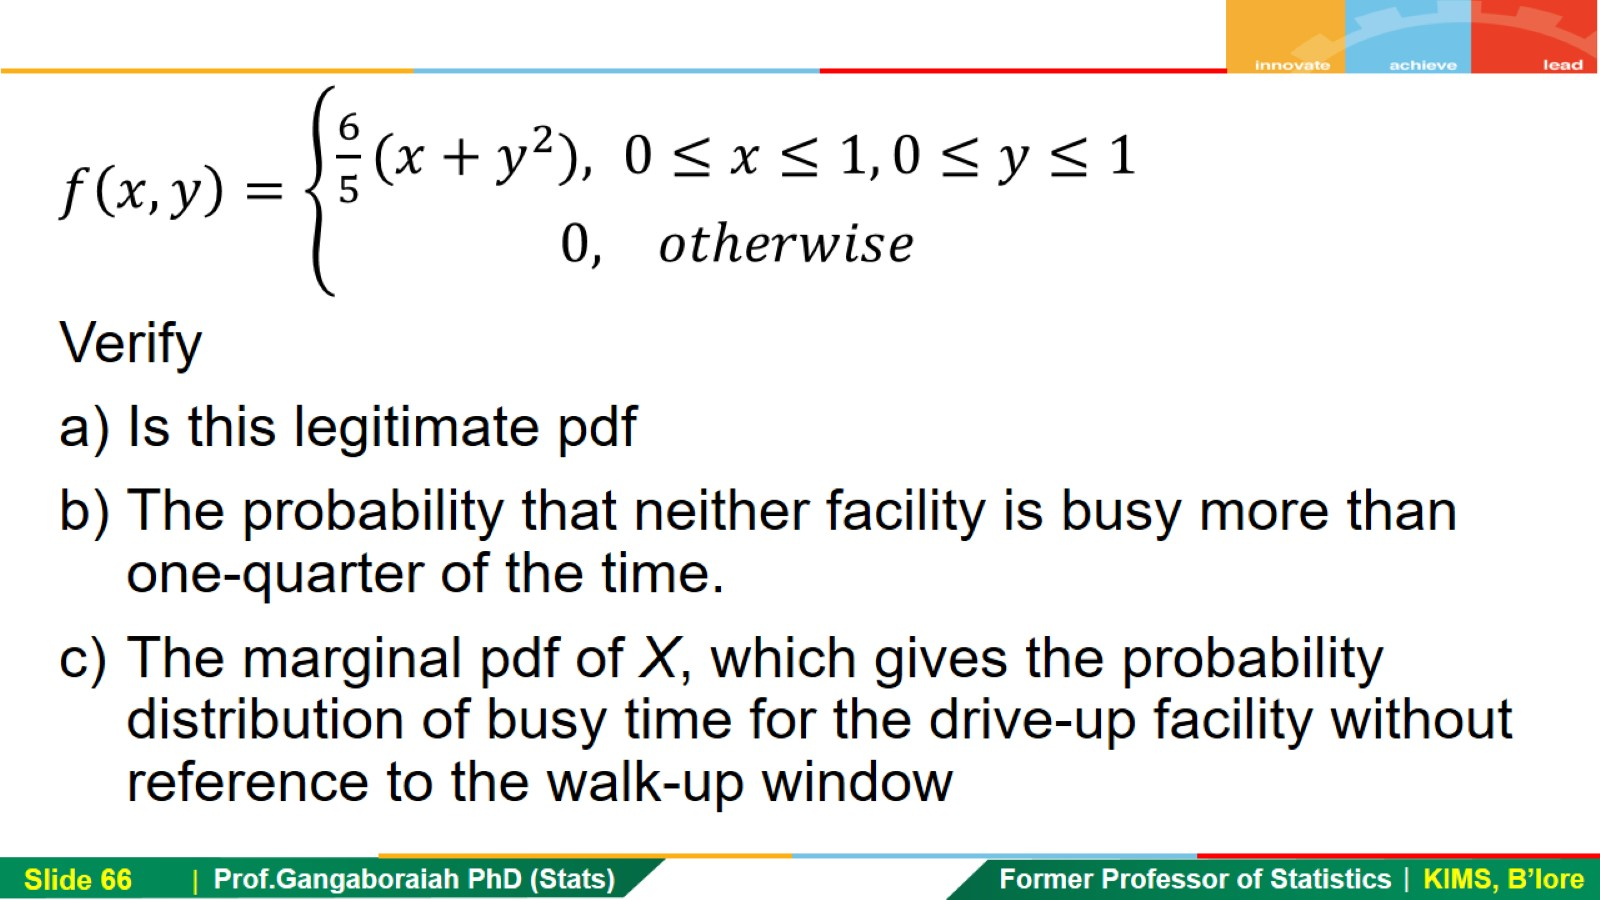 innovate achieve lead
f(x, y) = { 6/5 (x + y²), 0 ≤ x ≤ 1, 0 ≤ y ≤ 1
0, otherwise
Verify
a) Is this legitimate pdf
b) The probability that neither facility is busy more than
one-quarter of the time.
c) The marginal pdf of X, which gives the probability
distribution of busy time for the drive-up facility without
reference to the walk-up window
Slide 66 | Prof.Gangaboraiah PhD (Stats) Former Professor of Statistics | KIMS, B’lore